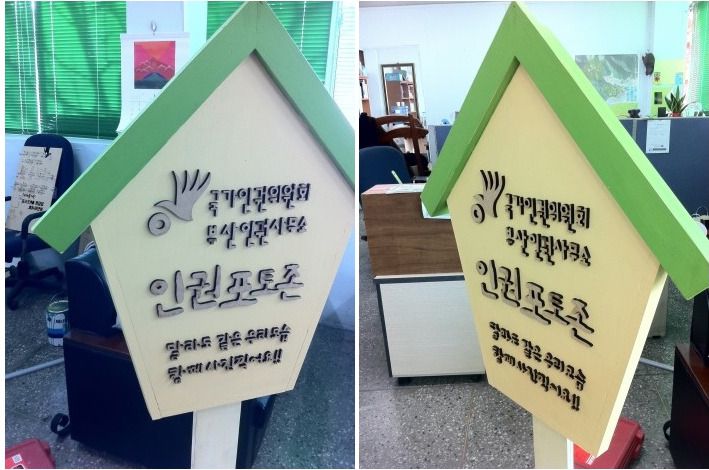 국가인권위원회
부산인권사무소
인권포토존
달라도 같은 우리모습
함께 사진찍어요!!
국가인권위원회
부산인권사무소
인권포토존
달라도 같은 우리모습
함께 사진찍어요!!